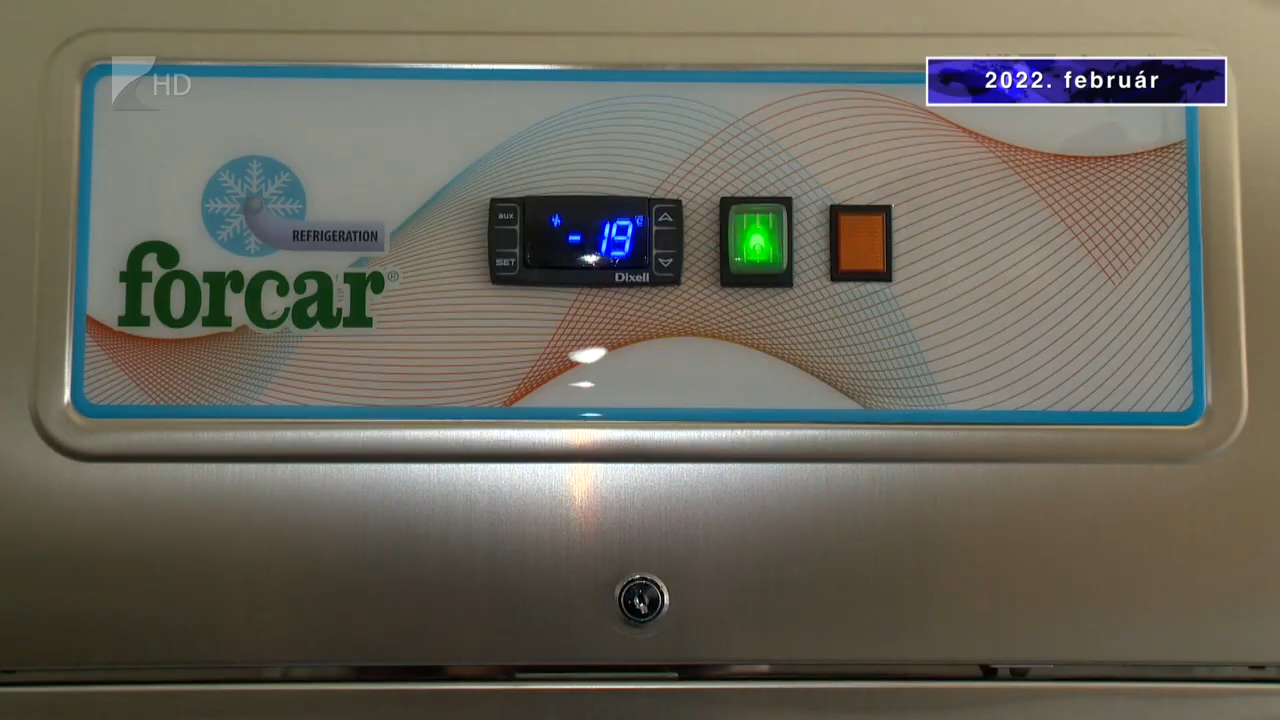 HD
2022. február
REFRIGERATION
forcar®
aux
SET
-19
°C
Dixell